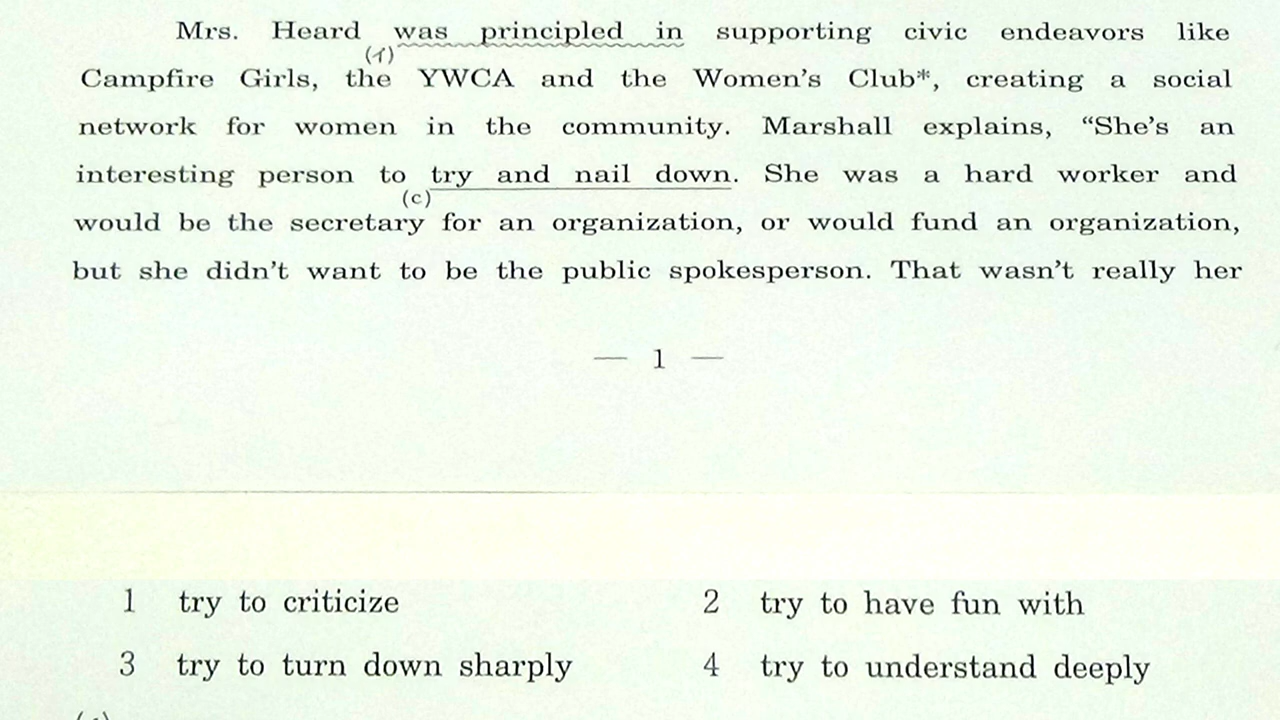 Mrs. Heard was principled in supporting civic endeavors like
(イ)
Campfire Girls, the YWCA and the Women's Club*, creating a social
network for women in the community. Marshall explains, “She's an
interesting person to try and nail down. She was a hard worker and
(c)
would be the secretary for an organization, or would fund an organization,
but she didn't want to be the public spokesperson. That wasn't really her
— 1 —
1 try to criticize 2 try to have fun with
3 try to turn down sharply 4 try to understand deeply